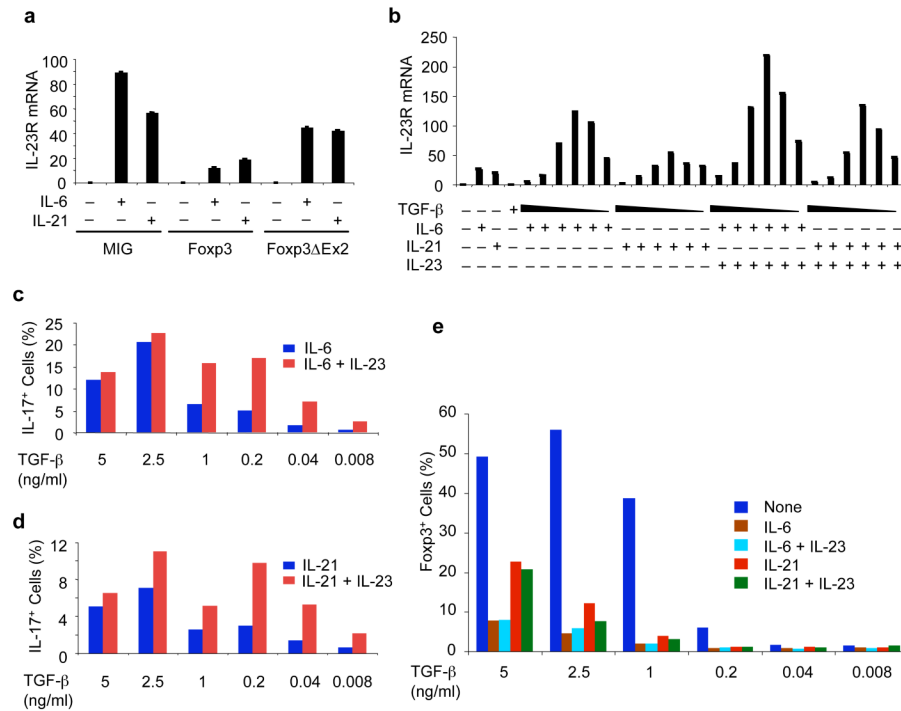 a
IL-23R mRNA
100
80
60
40
20
0
IL-6 – + – – + – – + –
IL-21 – – + – – + – – +
MIG Foxp3 Foxp3ΔEx2
b
IL-23R mRNA
250
200
150
100
50
0
TGF-β – – – +
IL-6 – + – – + + + + + + – – – – – – + + + + + + – – – – – –
IL-21 – – + – – – – – – – + + + + + + – – – – – – + + + + + +
IL-23 – – – – – – – – – – – – – – – – + + + + + + + + + + + +
c
IL-17+ Cells (%)
25
20
15
10
5
0
IL-6
IL-6 + IL-23
TGF-β 5 2.5 1 0.2 0.04 0.008
(ng/ml)
d
IL-17+ Cells (%)
12
8
4
0
IL-21
IL-21 + IL-23
TGF-β 5 2.5 1 0.2 0.04 0.008
(ng/ml)
e
Foxp3+ Cells (%)
60
50
40
30
20
10
0
None
IL-6
IL-6 + IL-23
IL-21
IL-21 + IL-23
TGF-β 5 2.5 1 0.2 0.04 0.008
(ng/ml)